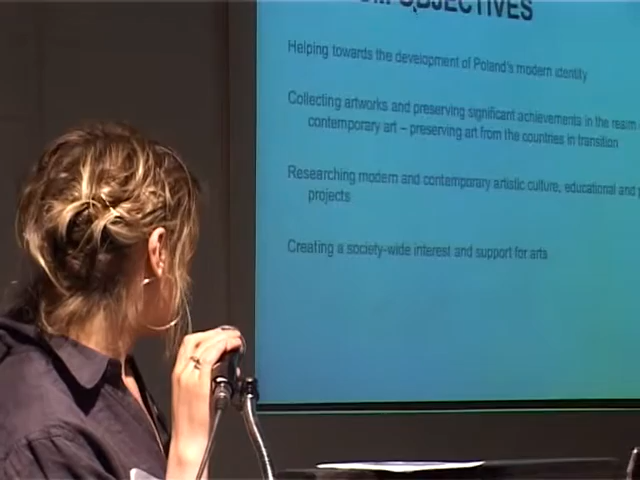 OBJECTIVES
Helping towards the development of Poland's modern identity
Collecting artworks and preserving significant achievements in the realm
contemporary art – preserving art from the countries in transition
Researching modern and contemporary artistic culture, educational and
projects
Creating a society-wide interest and support for arts